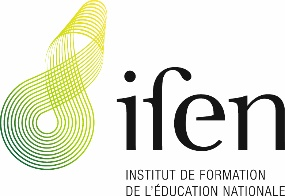 ifen
INSTITUT DE FORMATION
DE L'ÉDUCATION NATIONALE